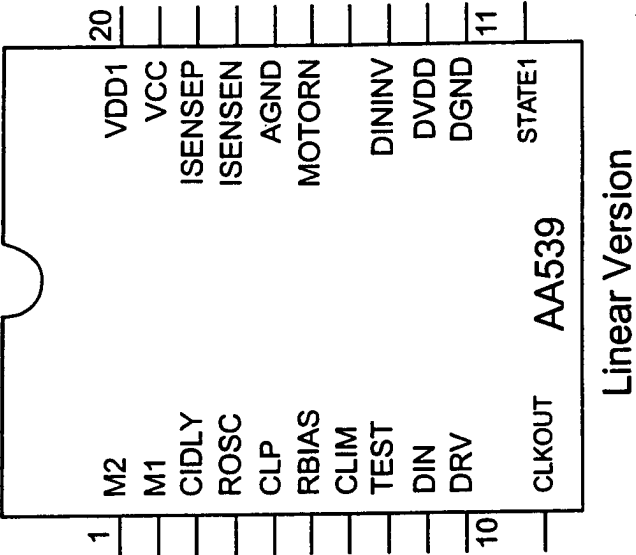 1 M2 VDD1 20
M1 VCC
CIDLY ISENSEP
ROSC ISENSEN
CLP AGND
RBIAS MOTORN
CLIM
TEST DININV
DIN DVDD
10 DRV DGND 11
CLKOUT AA539 STATE1
Linear Version